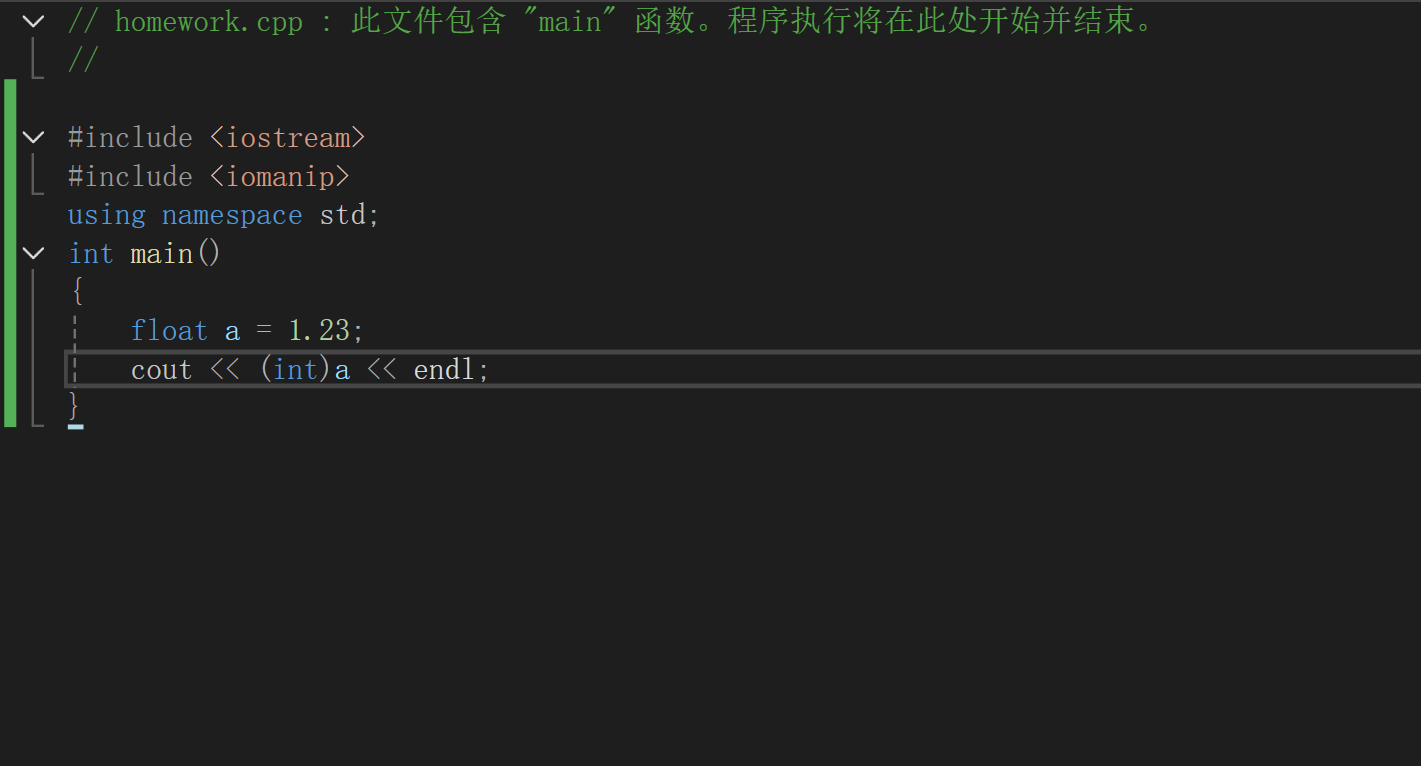 // homework.cpp : 此文件包含 "main" 函数。程序执行将在此处开始并结束。
//
#include <iostream>
#include <iomanip>
using namespace std;
int main()
{
    float a = 1.23;
    cout << (int)a << endl;
}